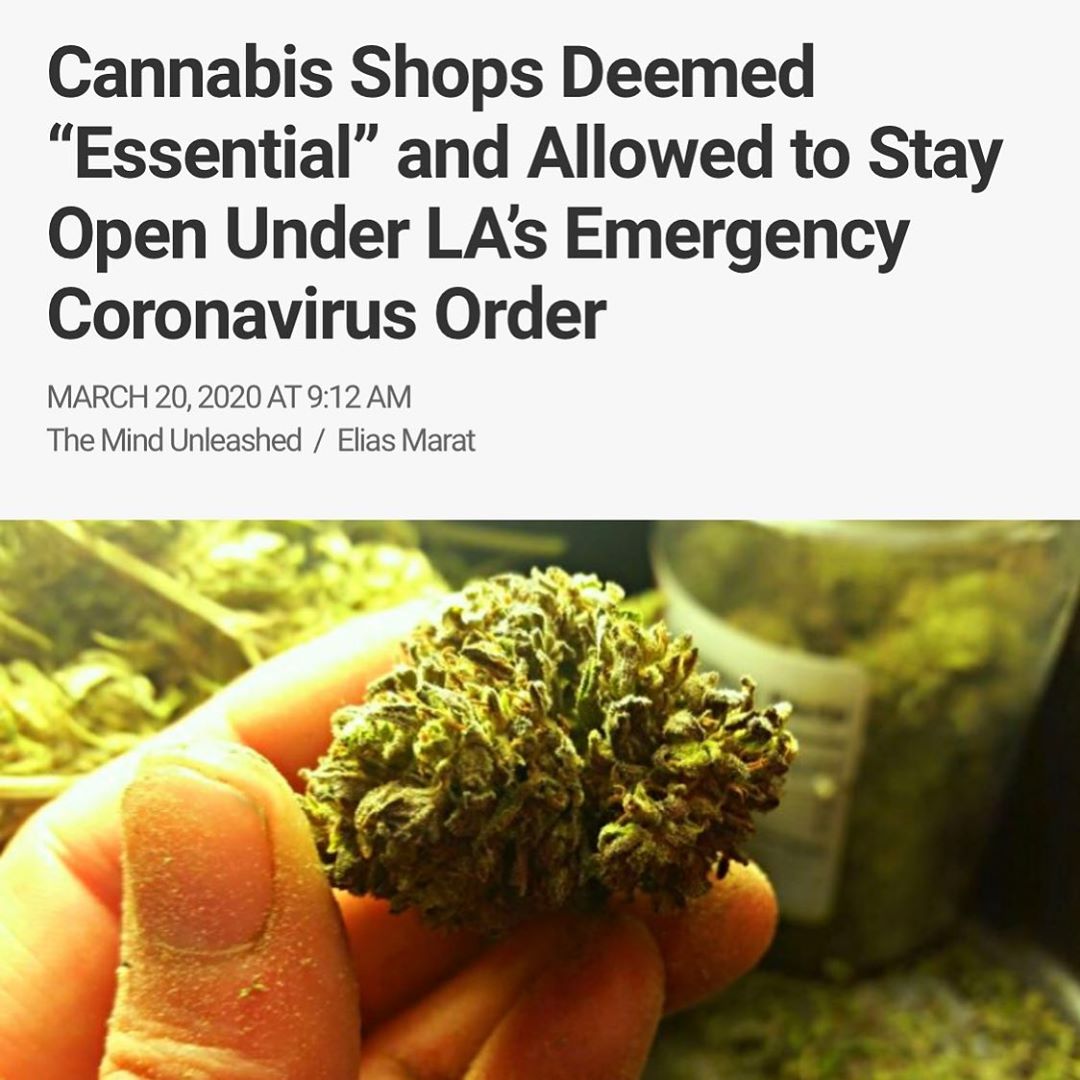 Cannabis Shops Deemed
“Essential” and Allowed to Stay
Open Under LA’s Emergency
Coronavirus Order
MARCH 20, 2020 AT 9:12 AM
The Mind Unleashed / Elias Marat